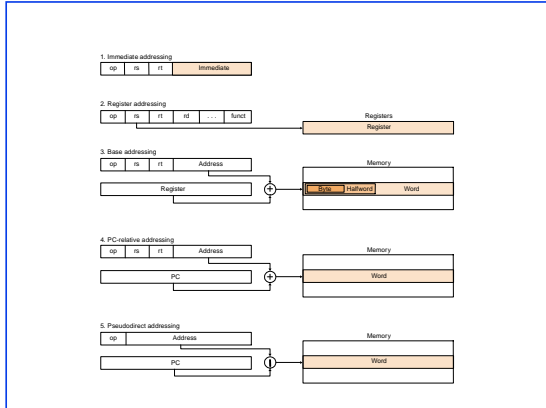 1. Immediate addressing
op rs rt Immediate
2. Register addressing
op rs rt rd . . . funct
Registers
Register
3. Base addressing
op rs rt Address
Memory
Register
+
Byte Halfword Word
4. PC-relative addressing
op rs rt Address
Memory
PC
+
Word
5. Pseudodirect addressing
op Address
Memory
PC
Word